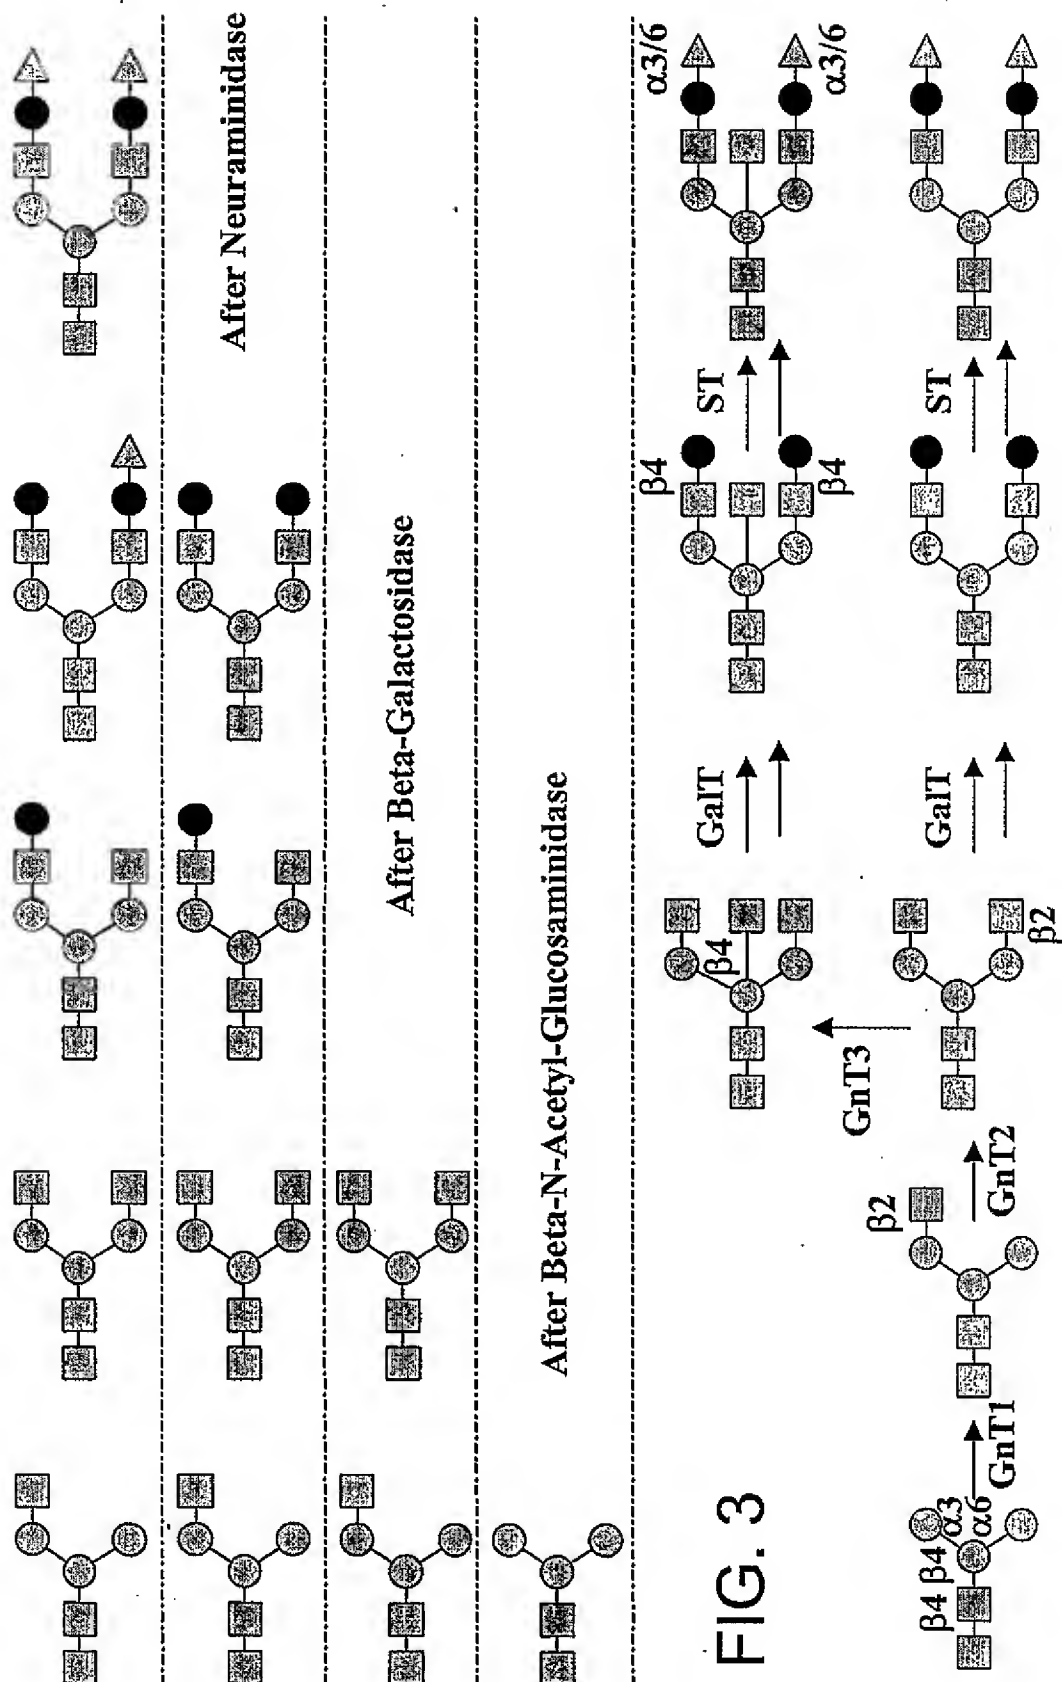 After Neuraminidase
After Beta-Galactosidase
After Beta-N-Acetyl-Glucosaminidase
FIG. 3
β4 β4 α3
α6
GnT1
β2
GnT2
β2
GnT3
β4
GalT
GalT
β4
β4
ST
ST
α3/6
α3/6